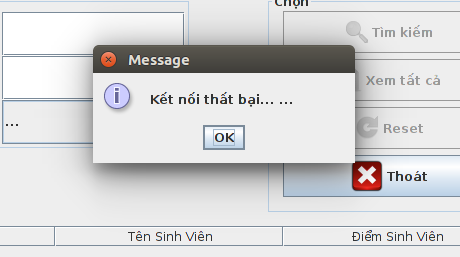 Chọn
Message
Tìm kiếm
Kết nối thất bại... ...
Xem tất cả
...
Reset
OK
Thoát
Tên Sinh Viên
Điểm Sinh Viên